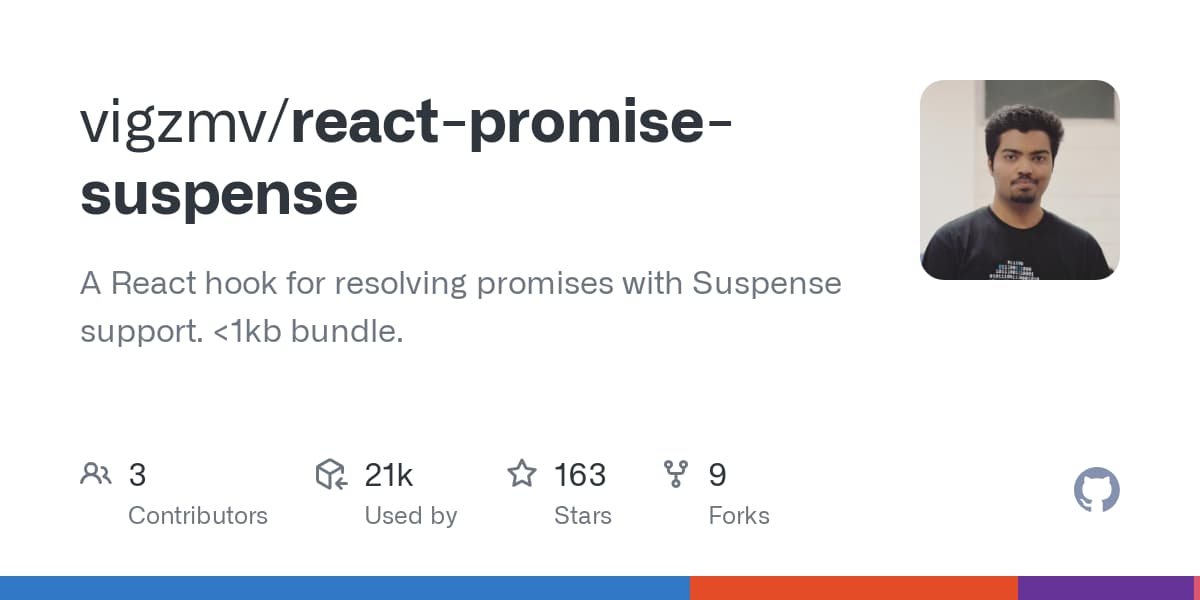 vigzmv/react-promise-
suspense
A React hook for resolving promises with Suspense
support. <1kb bundle.
3
Contributors
21k
Used by
163
Stars
9
Forks